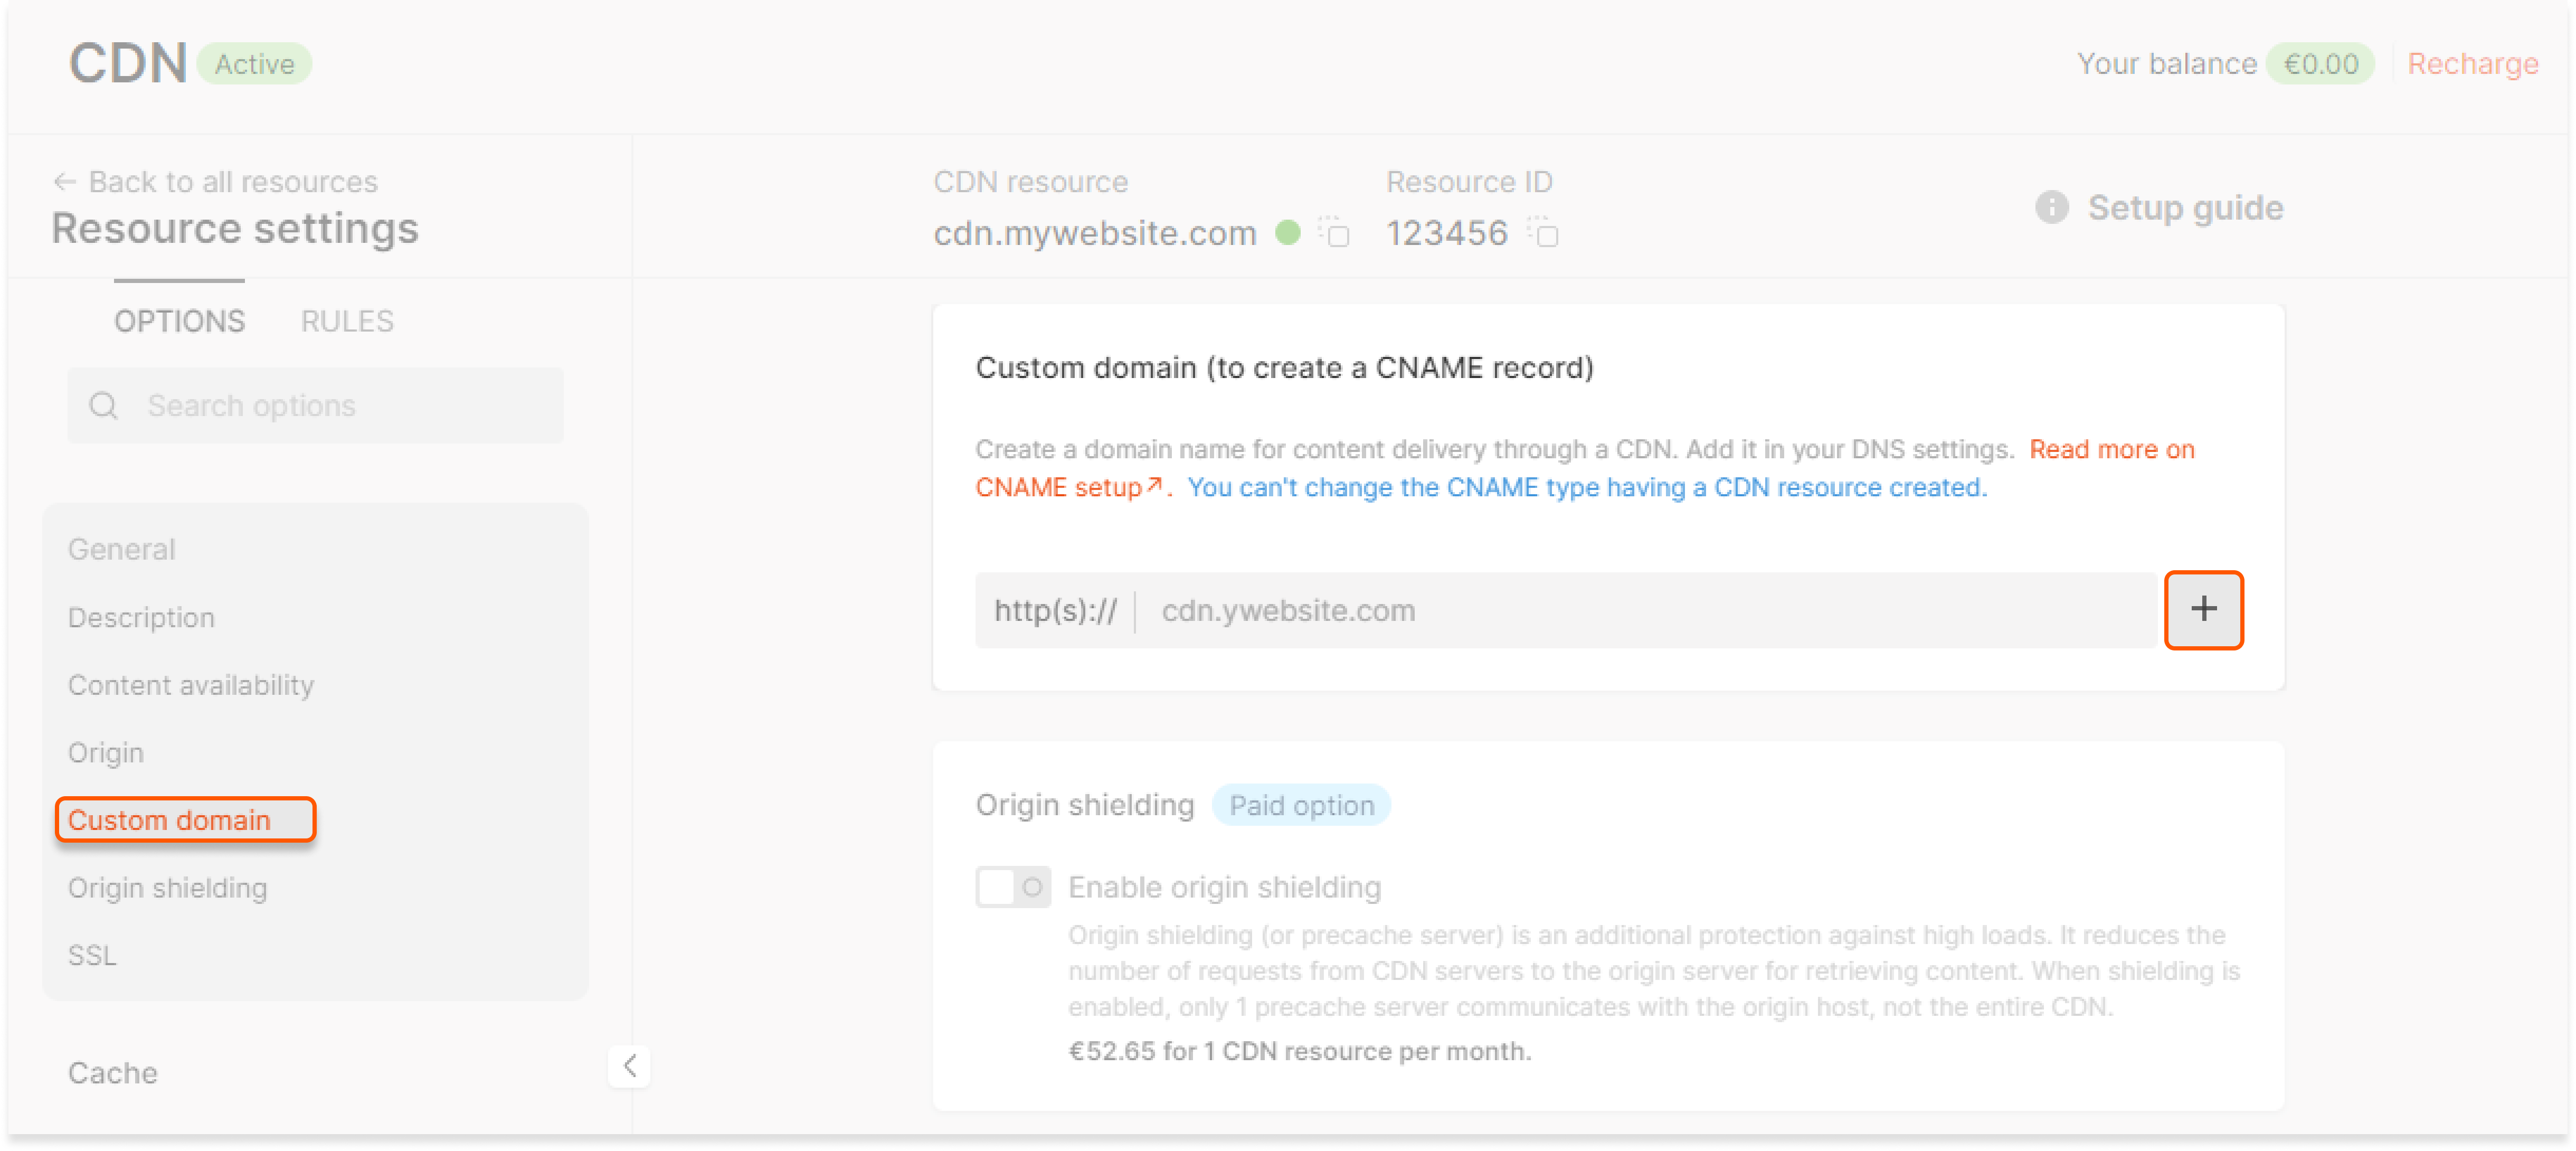 CDN Active
Your balance €0.00 Recharge
← Back to all resources
Resource settings
CDN resource
cdn.mywebsite.com
Resource ID
123456
Setup guide
OPTIONS RULES
Search options
General
Description
Content availability
Origin
Custom domain
Origin shielding
SSL
Cache
Custom domain (to create a CNAME record)
Create a domain name for content delivery through a CDN. Add it in your DNS settings. Read more on
CNAME setup↗. You can't change the CNAME type having a CDN resource created.
http(s):// cdn.ywebsite.com +
Origin shielding Paid option
Enable origin shielding
Origin shielding (or precache server) is an additional protection against high loads. It reduces the
number of requests from CDN servers to the origin server for retrieving content. When shielding is
enabled, only 1 precache server communicates with the origin host, not the entire CDN.
€52.65 for 1 CDN resource per month.